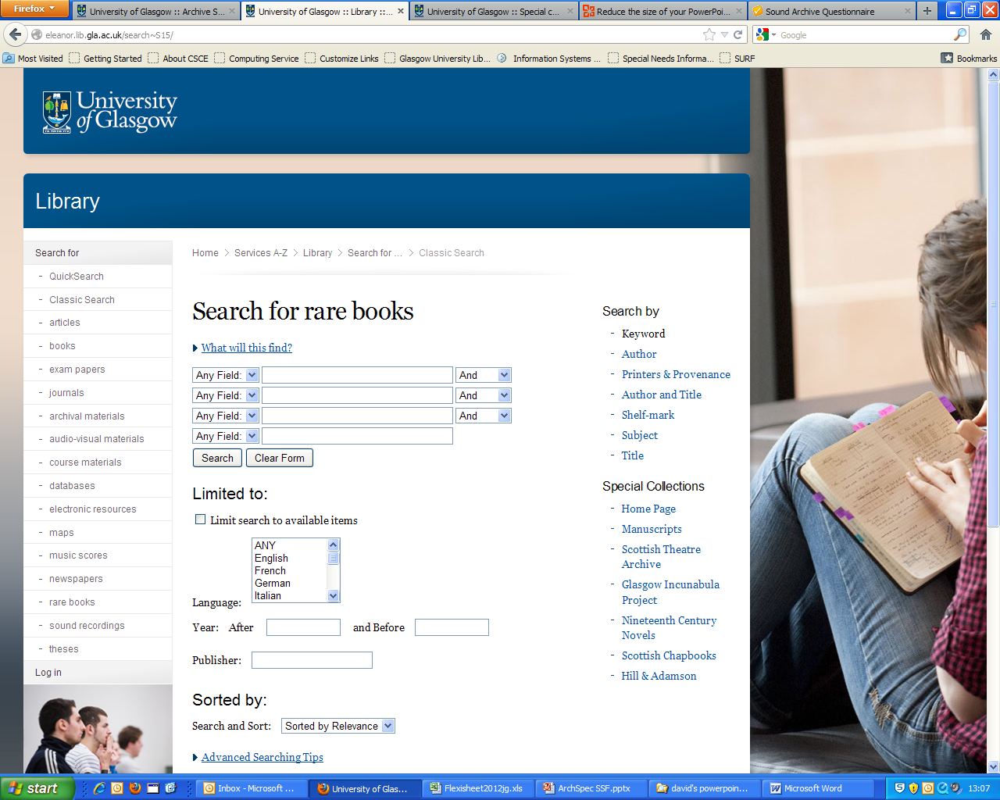 Firefox
University of Glasgow :: Archive S...
University of Glasgow :: Library ::...
University of Glasgow :: Special c...
Reduce the size of your PowerPoi...
Sound Archive Questionnaire
eleanor.lib.gla.ac.uk/search~S15/
Google
Most Visited
Getting Started
About CSCE
Computing Service
Customize Links
Glasgow University Lib...
Information Systems ...
Special Needs Informa...
SURF
Bookmarks
University
of Glasgow
Library
Search for
- QuickSearch
- Classic Search
- articles
- books
- exam papers
- journals
- archival materials
- audio-visual materials
- course materials
- databases
- electronic resources
- maps
- music scores
- newspapers
- rare books
- sound recordings
- theses
Log in
Home > Services A-Z > Library > Search for ... > Classic Search
Search for rare books
What will this find?
Any Field: And
Any Field: And
Any Field: And
Any Field:
Search Clear Form
Limited to:
Limit search to available items
ANY
English
French
German
Italian
Language:
Year: After and Before
Publisher:
Sorted by:
Search and Sort: Sorted by Relevance
Advanced Searching Tips
Search by
- Keyword
- Author
- Printers & Provenance
- Author and Title
- Shelf-mark
- Subject
- Title
Special Collections
- Home Page
- Manuscripts
- Scottish Theatre
Archive
- Glasgow Incunabula
Project
- Nineteenth Century
Novels
- Scottish Chapbooks
- Hill & Adamson
start
Inbox - Microsoft ...
University of Glas...
Flexisheet2012jg.xls
ArchSpec SSF.pptx
david's powerpoin...
Microsoft Word
13:07